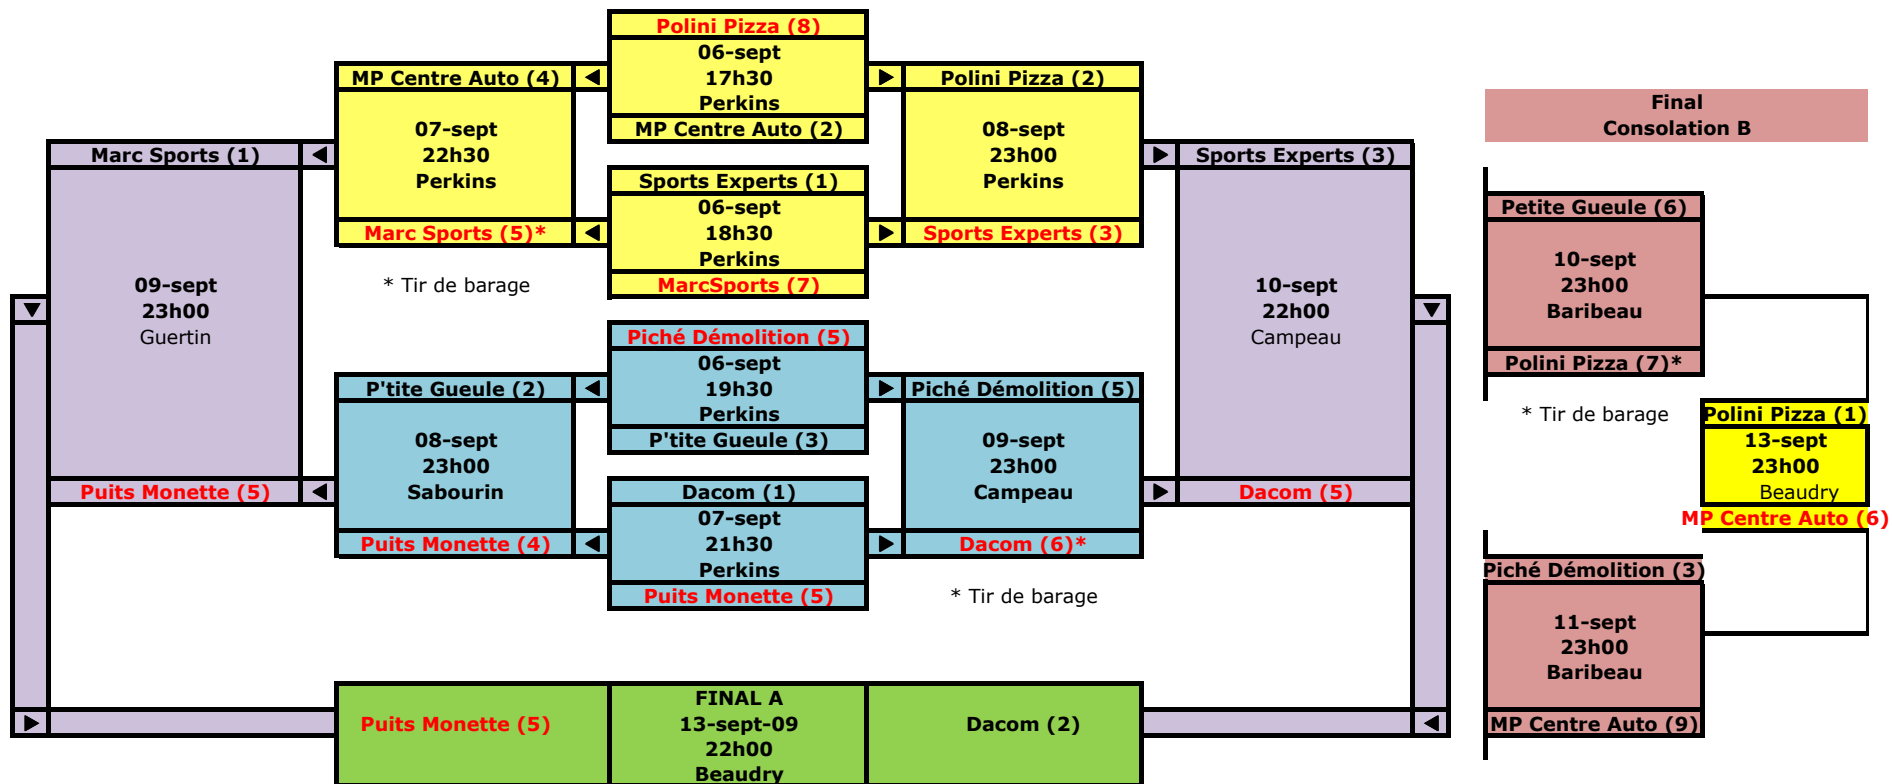 Polini Pizza (8)
06-sept
17h30
Perkins
MP Centre Auto (2)
MP Centre Auto (4)
07-sept
22h30
Perkins
Marc Sports (5)*
* Tir de barage
Polini Pizza (2)
08-sept
23h00
Perkins
Sports Experts (3)
Sports Experts (1)
06-sept
18h30
Perkins
MarcSports (7)
Marc Sports (1)
09-sept
23h00
Guertin
Puits Monette (5)
Sports Experts (3)
10-sept
22h00
Campeau
Dacom (5)
Piché Démolition (5)
06-sept
19h30
Perkins
P'tite Gueule (3)
P'tite Gueule (2)
08-sept
23h00
Sabourin
Puits Monette (4)
Piché Démolition (5)
09-sept
23h00
Campeau
Dacom (6)*
* Tir de barage
Dacom (1)
07-sept
21h30
Perkins
Puits Monette (5)
Puits Monette (5)
FINAL A
13-sept-09
22h00
Beaudry
Dacom (2)
Final
Consolation B
Petite Gueule (6)
10-sept
23h00
Baribeau
Polini Pizza (7)*
* Tir de barage
Polini Pizza (1)
13-sept
23h00
Beaudry
MP Centre Auto (6)
Piché Démolition (3)
11-sept
23h00
Baribeau
MP Centre Auto (9)